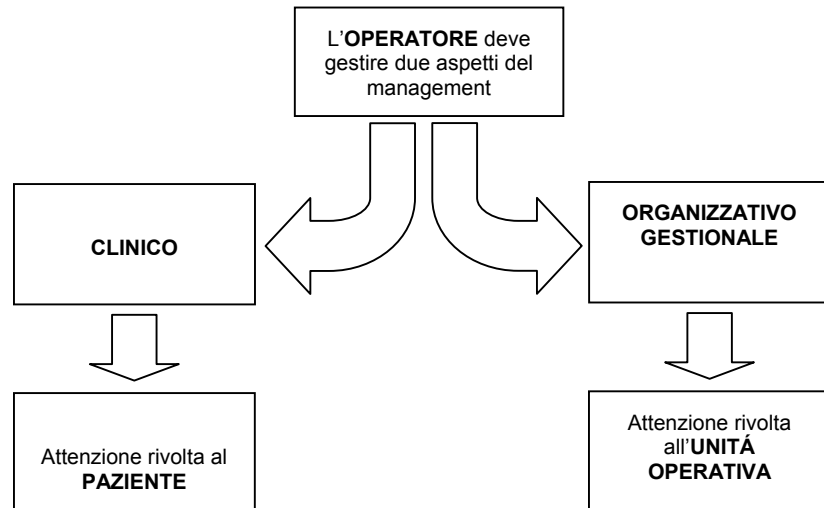 L'OPERATORE deve
gestire due aspetti del
management
CLINICO
ORGANIZZATIVO
GESTIONALE
Attenzione rivolta al
PAZIENTE
Attenzione rivolta
all'UNITÁ
OPERATIVA